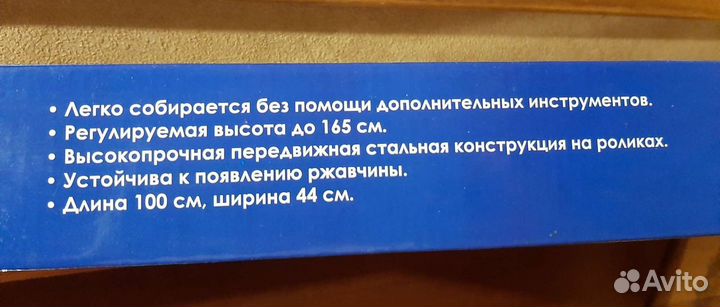 • Легко собирается без помощи дополнительных инструментов.
• Регулируемая высота до 165 см.
• Высокопрочная передвижная стальная конструкция на роликах.
• Устойчива к появлению ржавчины.
• Длина 100 см, ширина 44 см.
Avito